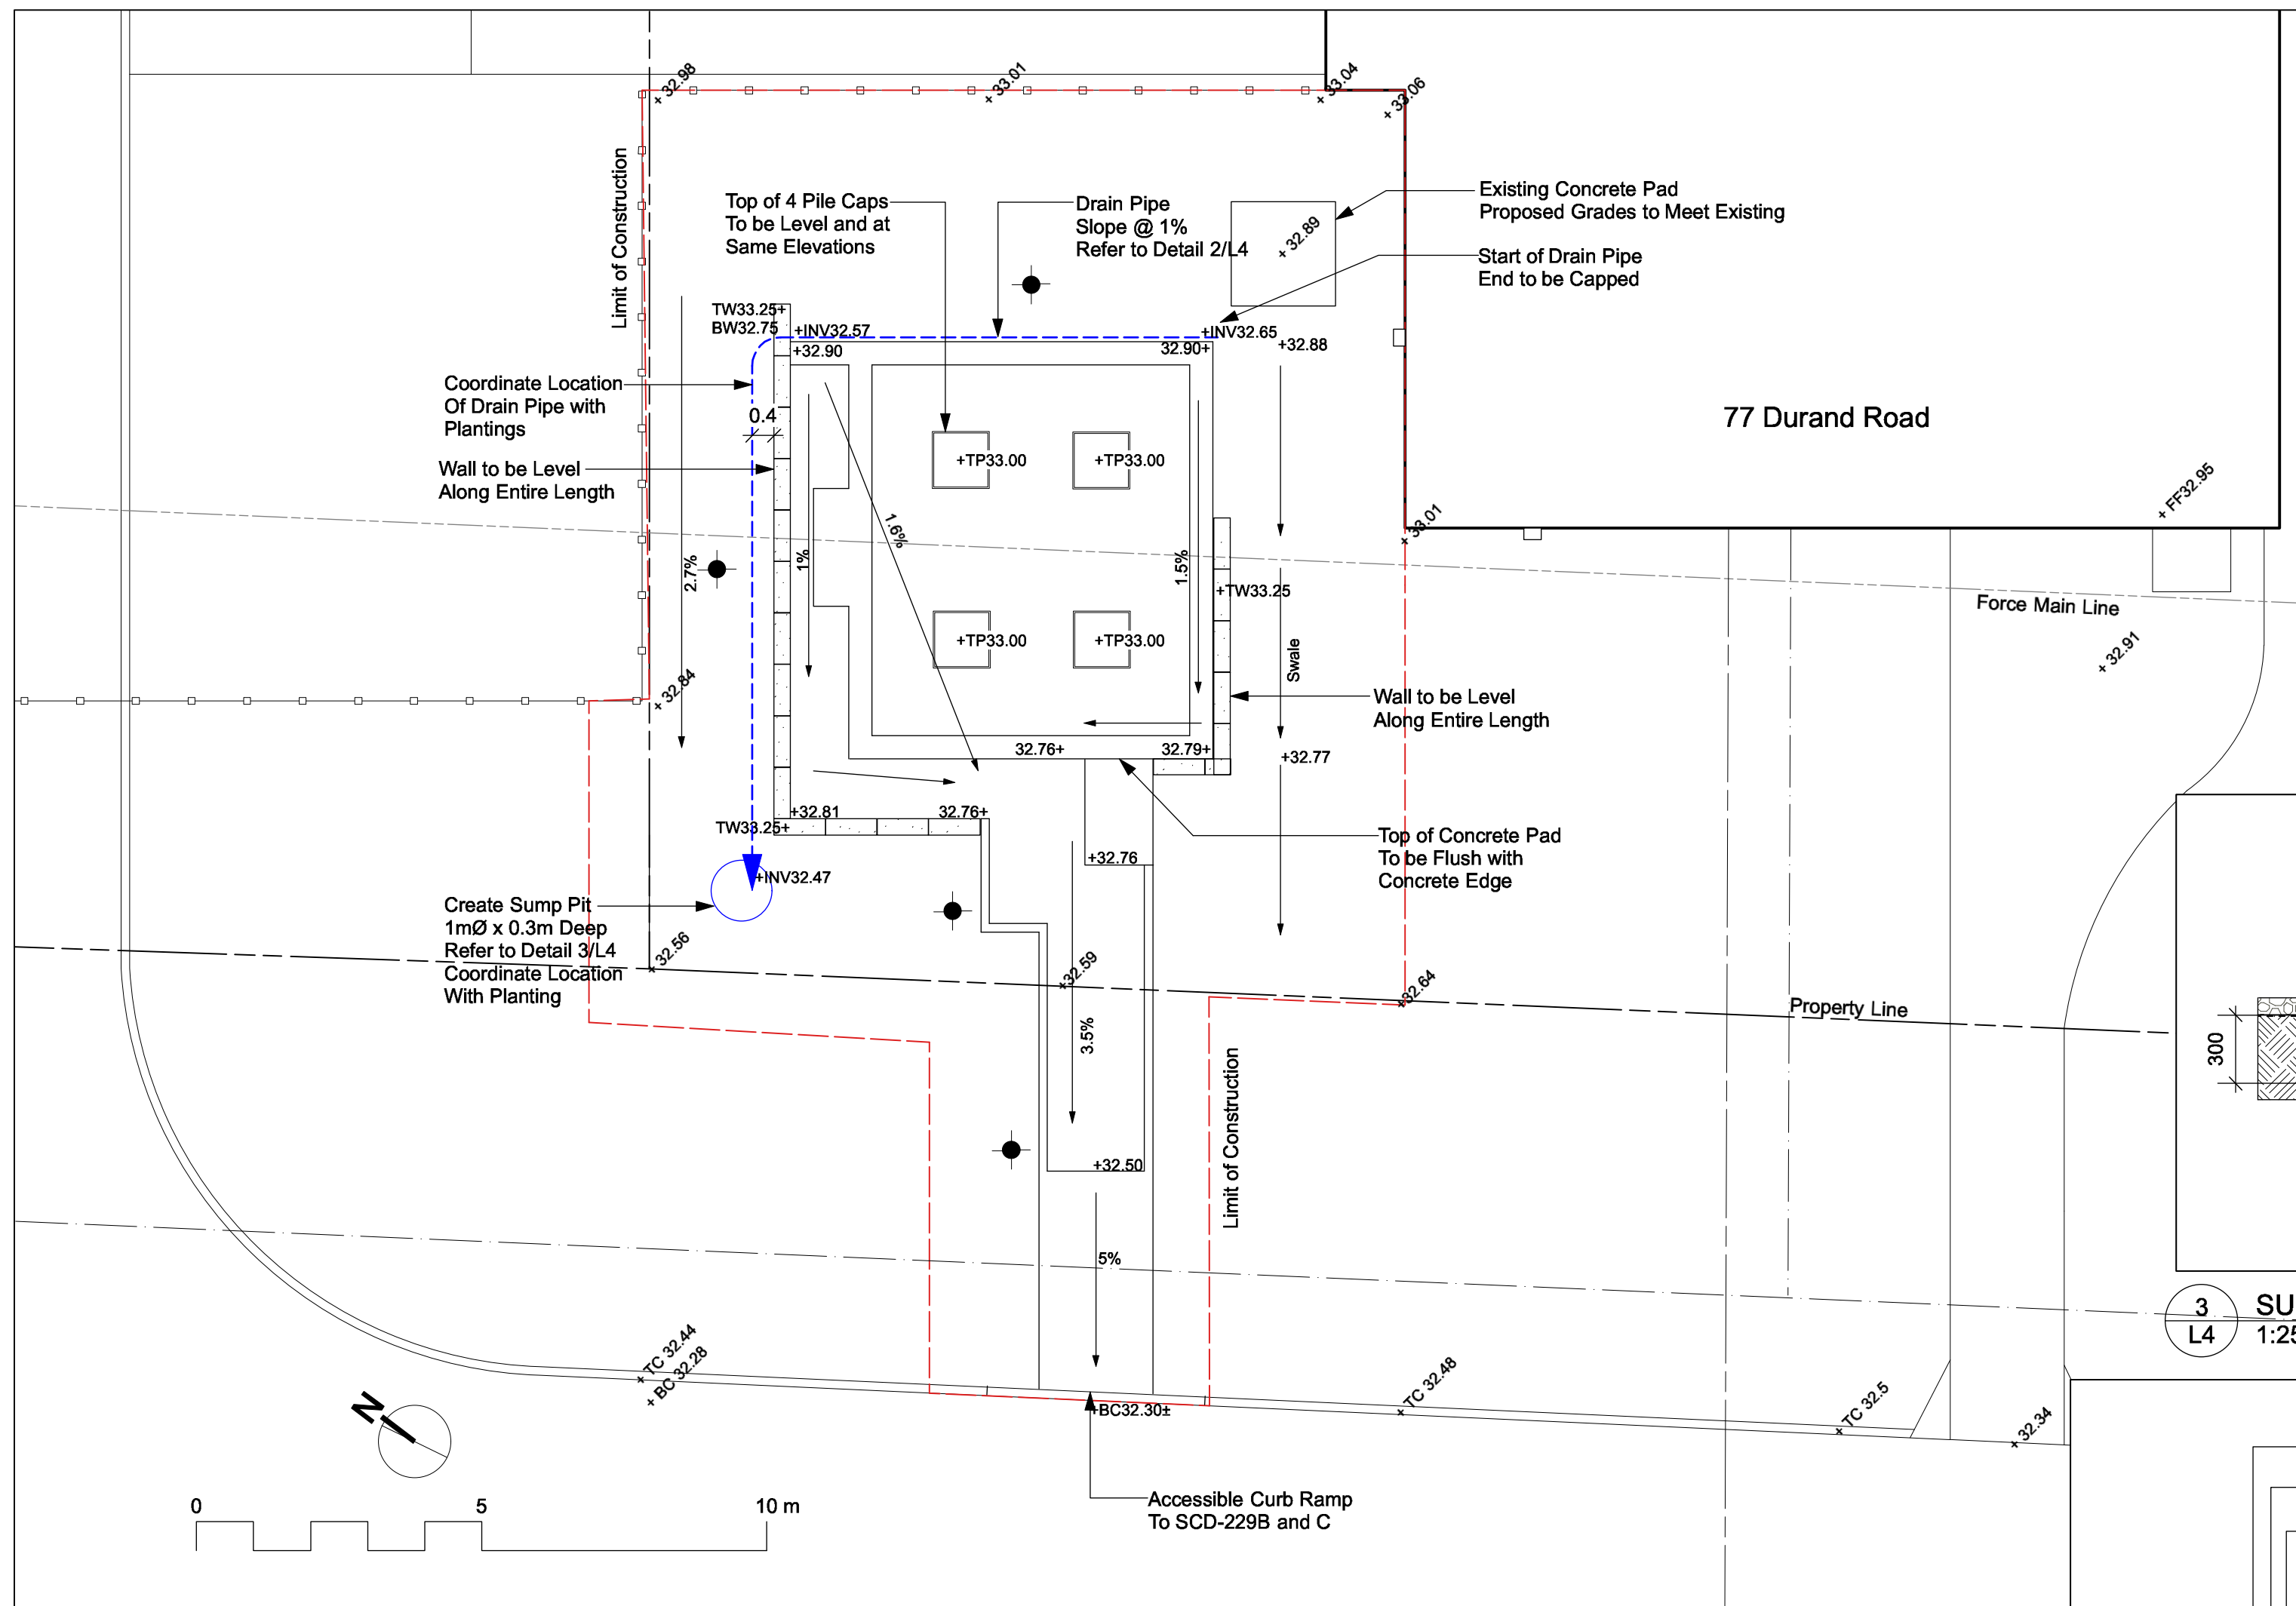 + 32.98
+ 33.01
+ 33.04
+ 33.06
Limit of Construction
Top of 4 Pile Caps
To be Level and at
Same Elevations
Drain Pipe
Slope @ 1%
Refer to Detail 2/L4
+ 32.89
Existing Concrete Pad
Proposed Grades to Meet Existing
Start of Drain Pipe
End to be Capped
TW33.25+
BW32.75
+INV32.57
+32.90
+INV32.65
32.90+
+32.88
Coordinate Location
Of Drain Pipe with
Plantings
0.4
77 Durand Road
Wall to be Level
Along Entire Length
+TP33.00
+TP33.00
+ FF32.95
+ 33.01
2.7%
1%
1.6%
1.5%
+TW33.25
Force Main Line
+TP33.00
+TP33.00
Swale
+ 32.91
+ 32.84
Wall to be Level
Along Entire Length
32.76+
32.79+
+32.77
+32.81
32.76+
TW33.25+
Top of Concrete Pad
To be Flush with
Concrete Edge
+32.76
+INV32.47
Create Sump Pit
1mØ x 0.3m Deep
Refer to Detail 3/L4
Coordinate Location
With Planting
+ 32.56
+32.59
+32.64
Property Line
3.5%
300
Limit of Construction
+32.50
5%
3
L4
SU
1:25
+ TC 32.44
+ BC 32.28
+BC32.30±
+ TC 32.48
+ TC 32.5
+ 32.34
N
Accessible Curb Ramp
To SCD-229B and C
0 5 10 m